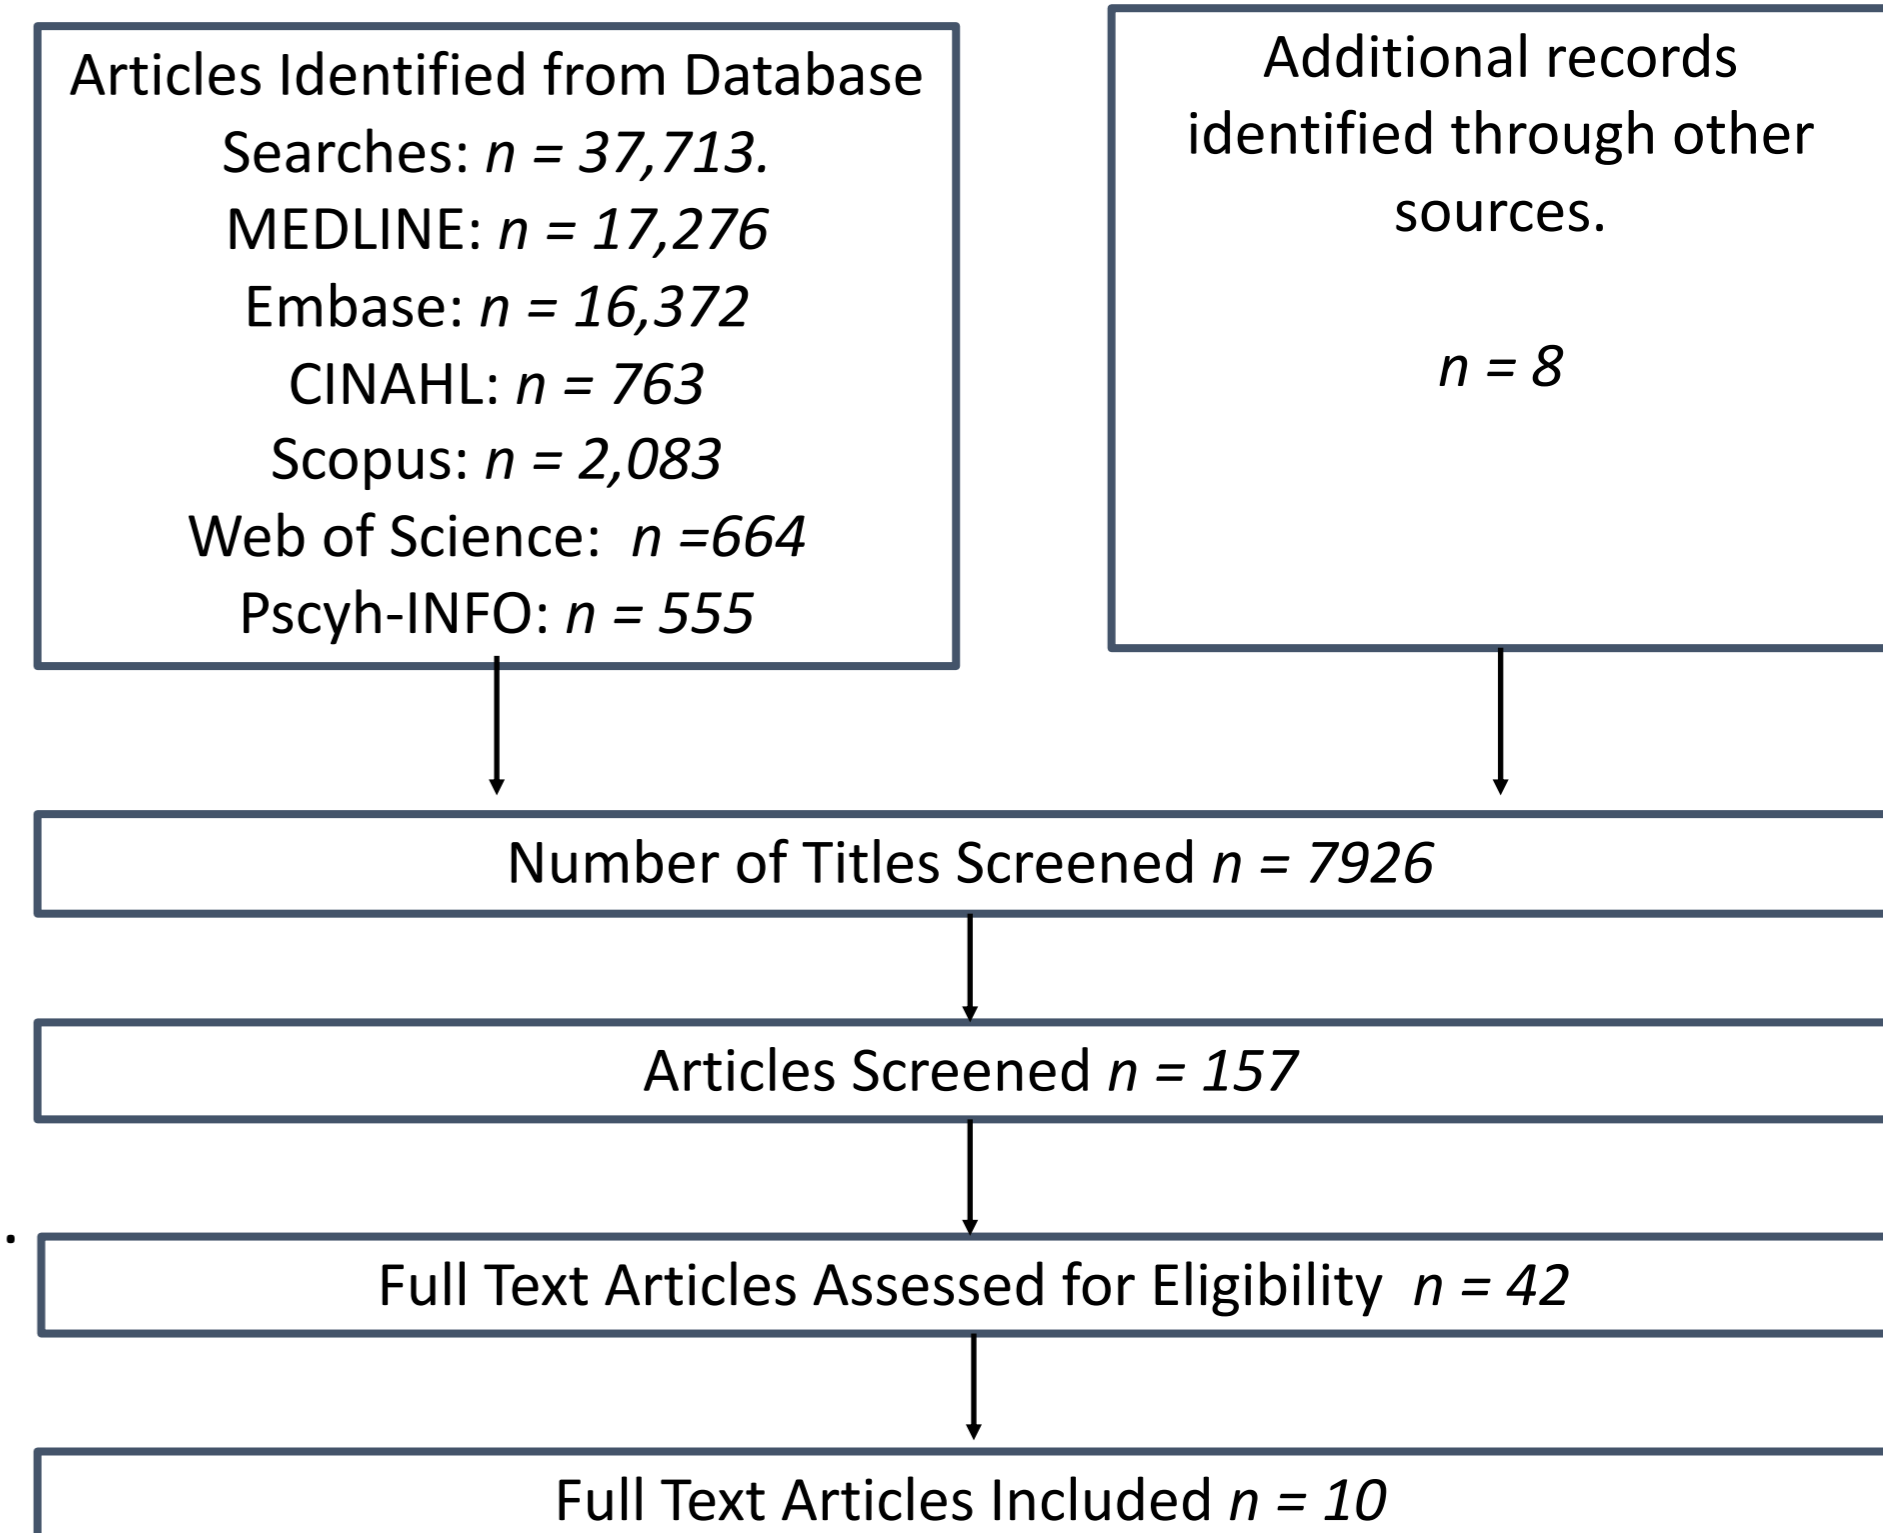 Articles Identified from Database
Searches: n = 37,713.
MEDLINE: n = 17,276
Embase: n = 16,372
CINAHL: n = 763
Scopus: n = 2,083
Web of Science:  n =664
Pscyh-INFO: n = 555
Additional records
identified through other
sources.
n = 8
Number of Titles Screened n = 7926
Articles Screened n = 157
.
Full Text Articles Assessed for Eligibility  n = 42
Full Text Articles Included n = 10